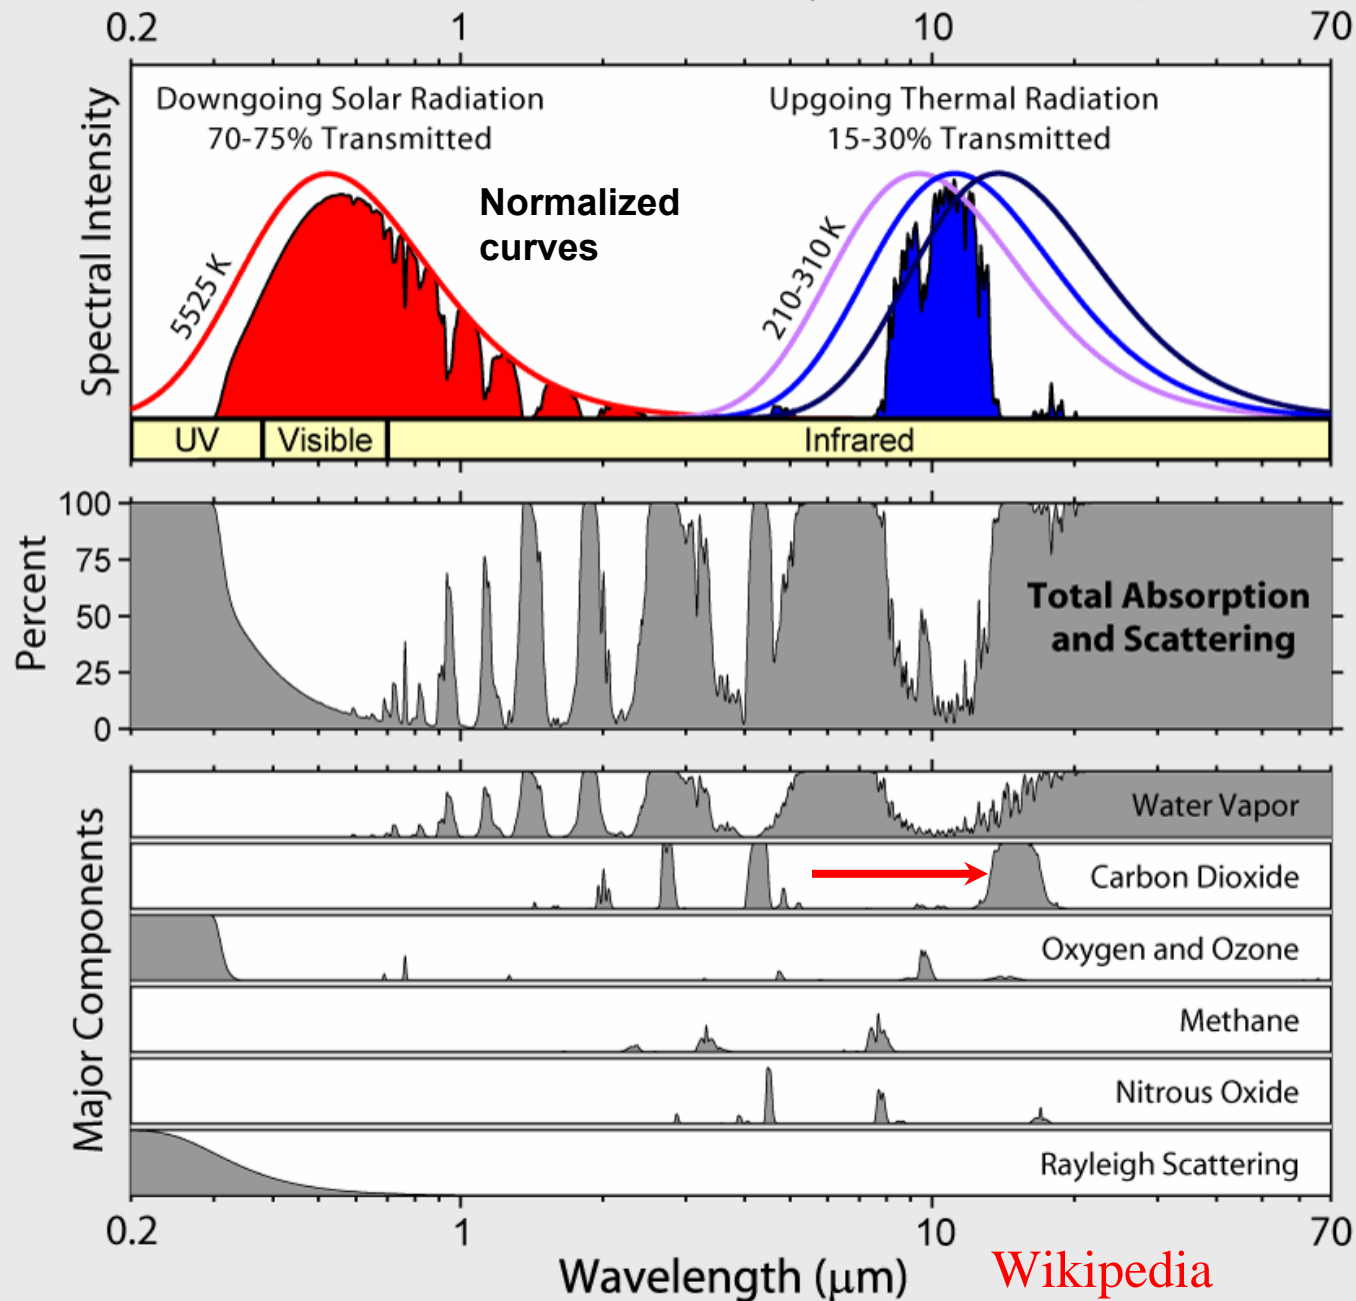 0.2 1 10 70
Downgoing Solar Radiation
70-75% Transmitted
Upgoing Thermal Radiation
15-30% Transmitted
Spectral Intensity
Normalized
curves
5525 K
210-310 K
UV Visible Infrared
Percent
100
75
50
25
0
Total Absorption
and Scattering
Major Components
Water Vapor
Carbon Dioxide
Oxygen and Ozone
Methane
Nitrous Oxide
Rayleigh Scattering
0.2 1 10 70
Wavelength (μm)
Wikipedia